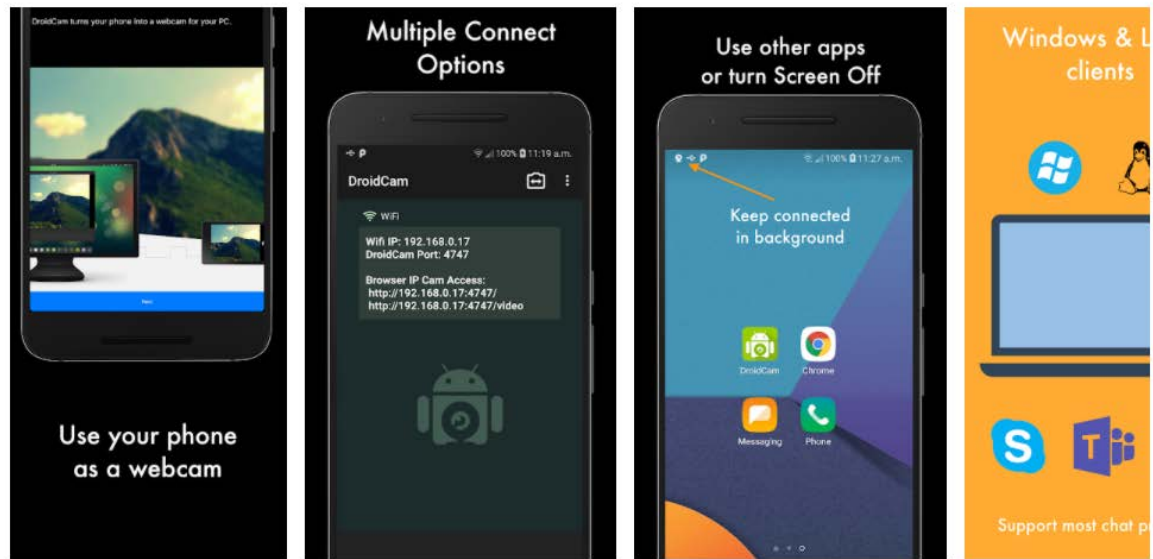 DroidCam turns your phone into a webcam for your PC.
Next
Use your phone
as a webcam
Multiple Connect
Options
100% 11:19 a.m.
DroidCam
WiFi
Wifi IP: 192.168.0.17
DroidCam Port: 4747
Browser IP Cam Access:
http://192.168.0.17:4747/
http://192.168.0.17:4747/video
Use other apps
or turn Screen Off
100% 11:27 a.m.
Keep connected
in background
DroidCam Chrome
Messaging Phone
Windows & L
clients
S
T
Support most chat p